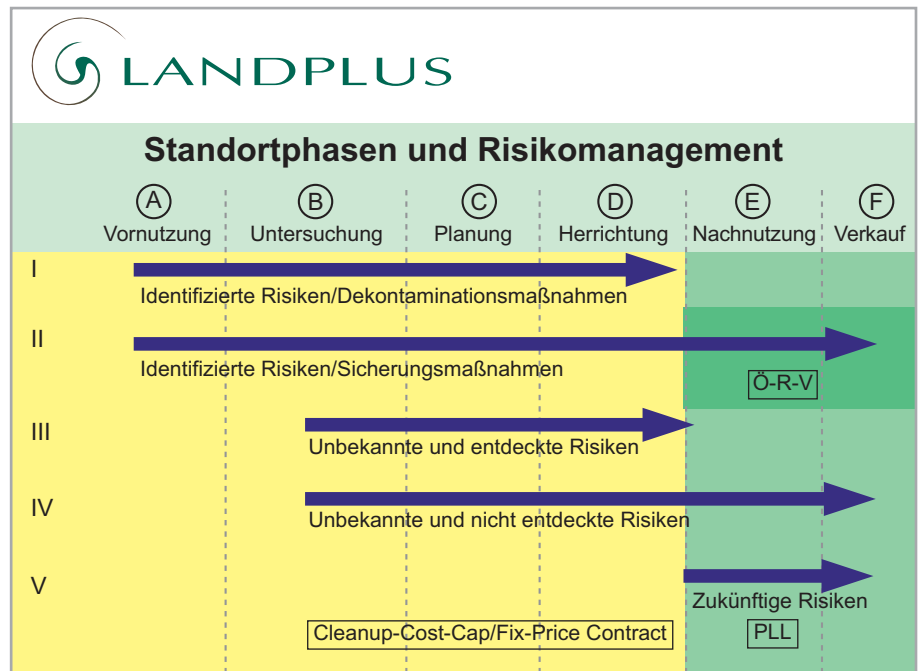 LANDPLUS
Standortphasen und Risikomanagement
A B C D E F
Vornutzung Untersuchung Planung Herrichtung Nachnutzung Verkauf
I
Identifizierte Risiken/Dekontaminationsmaßnahmen
II
Identifizierte Risiken/Sicherungsmaßnahmen
Ö-R-V
III
Unbekannte und entdeckte Risiken
IV
Unbekannte und nicht entdeckte Risiken
V
Zukünftige Risiken
Cleanup-Cost-Cap/Fix-Price Contract PLL